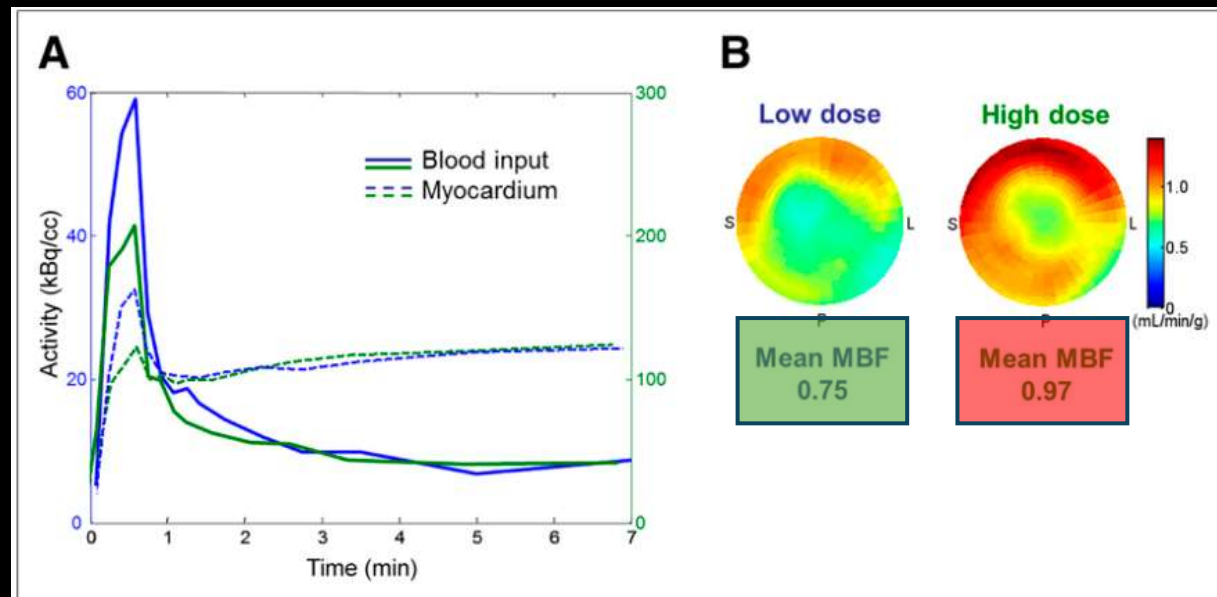 A
60
40
20
0
Activity (kBq/cc)
300
200
100
0
Blood input
Myocardium
0 1 2 3 4 5 6 7
Time (min)
B
Low dose
High dose
S
L
P
S
L
P
1.0
0.5
0
(mL/min/g)
Mean MBF
0.75
Mean MBF
0.97